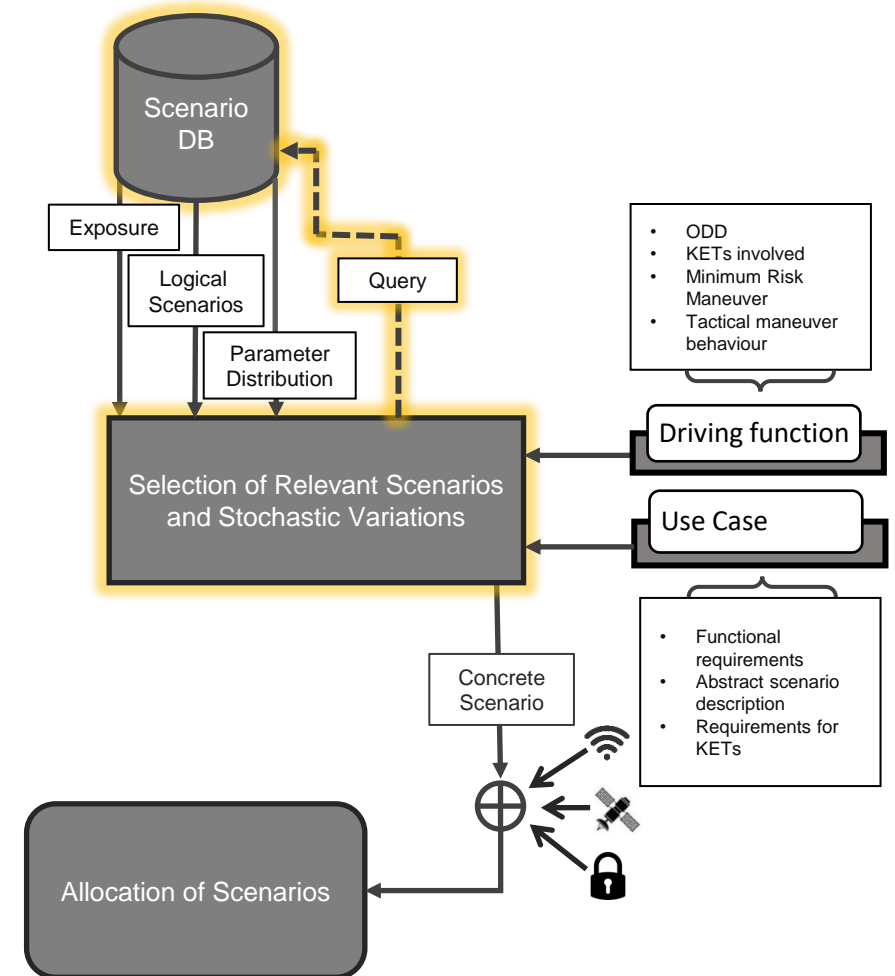 Scenario
DB
Exposure
Logical
Scenarios
Query
Parameter
Distribution
• ODD
• KETs involved
• Minimum Risk
Maneuver
• Tactical maneuver
behaviour
Driving function
Selection of Relevant Scenarios
and Stochastic Variations
Use Case
• Functional
requirements
• Abstract scenario
description
• Requirements for
KETs
Concrete
Scenario
Allocation of Scenarios